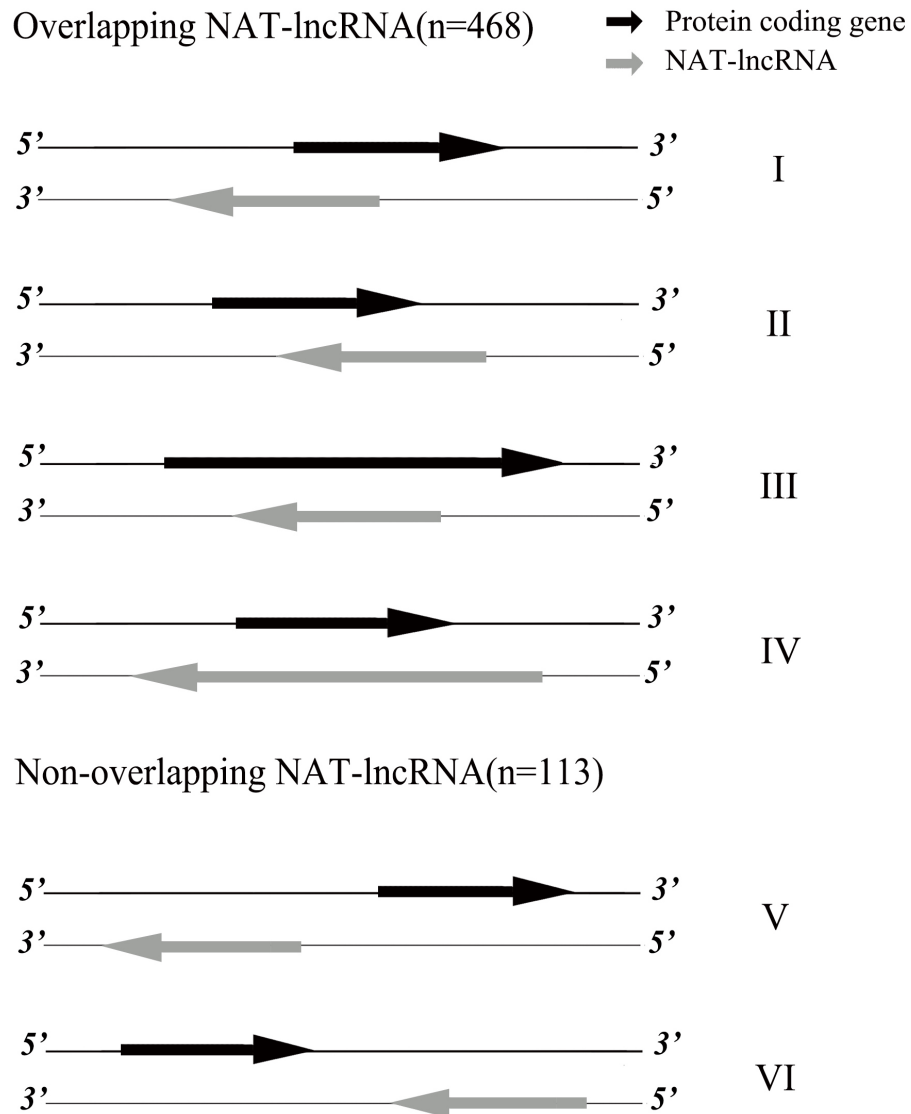 Overlapping NAT-lncRNA(n=468)
Protein coding gene
NAT-lncRNA
5’ 3’
I
3’ 5’
5’ 3’
II
3’ 5’
5’ 3’
III
3’ 5’
5’ 3’
IV
3’ 5’
Non-overlapping NAT-lncRNA(n=113)
5’ 3’
V
3’ 5’
5’ 3’
VI
3’ 5’